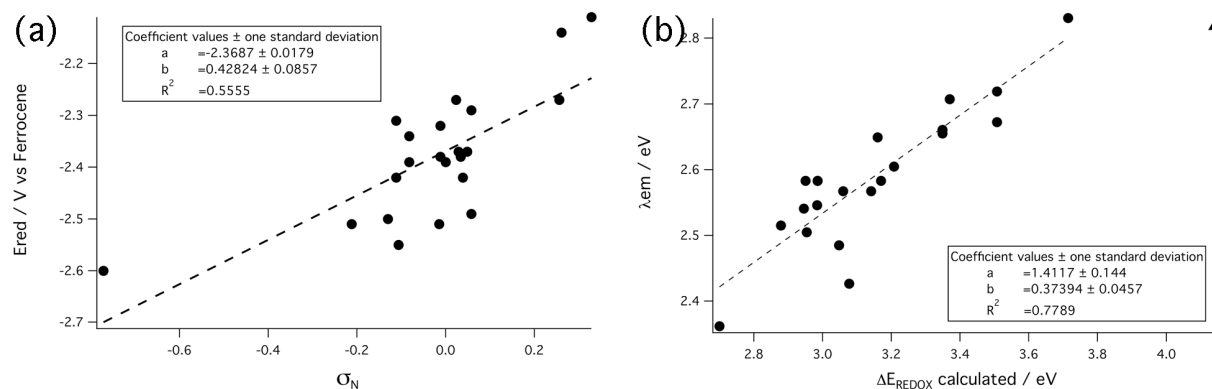 (a)
Coefficient values ± one standard deviation
a =-2.3687 ± 0.0179
b =0.42824 ± 0.0857
R² =0.5555
-2.2
-2.3
-2.4
-2.5
-2.6
-2.7
Ered / V vs Ferrocene
-0.6 -0.4 -0.2 0.0 0.2
σN
(b)
2.8
2.7
2.6
2.5
2.4
λem / eV
Coefficient values ± one standard deviation
a =1.4117 ± 0.144
b =0.37394 ± 0.0457
R² =0.7789
2.8 3.0 3.2 3.4 3.6 3.8 4.0
ΔEREDOX calculated / eV